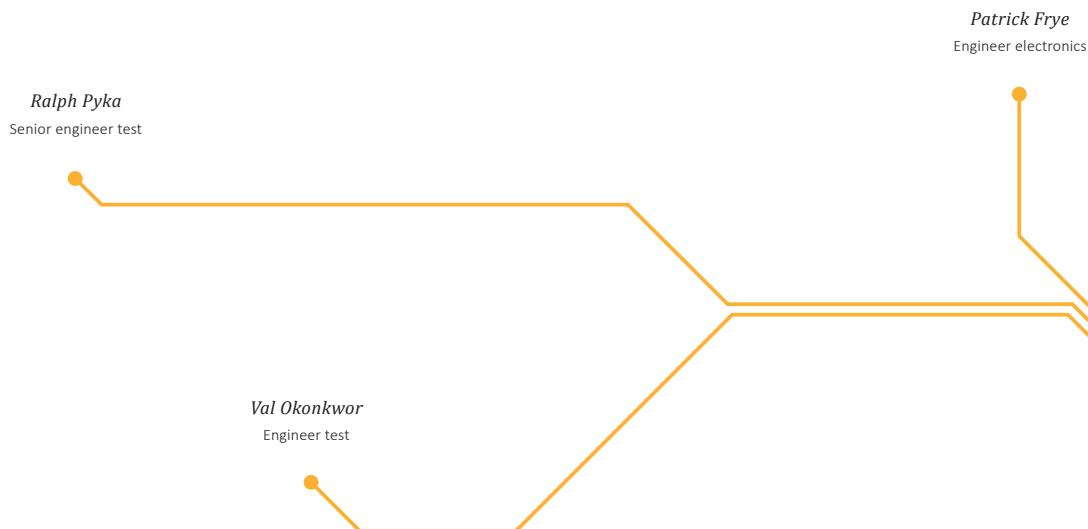 Patrick Frye
Engineer electronics
Ralph Pyka
Senior engineer test
Val Okonkwor
Engineer test